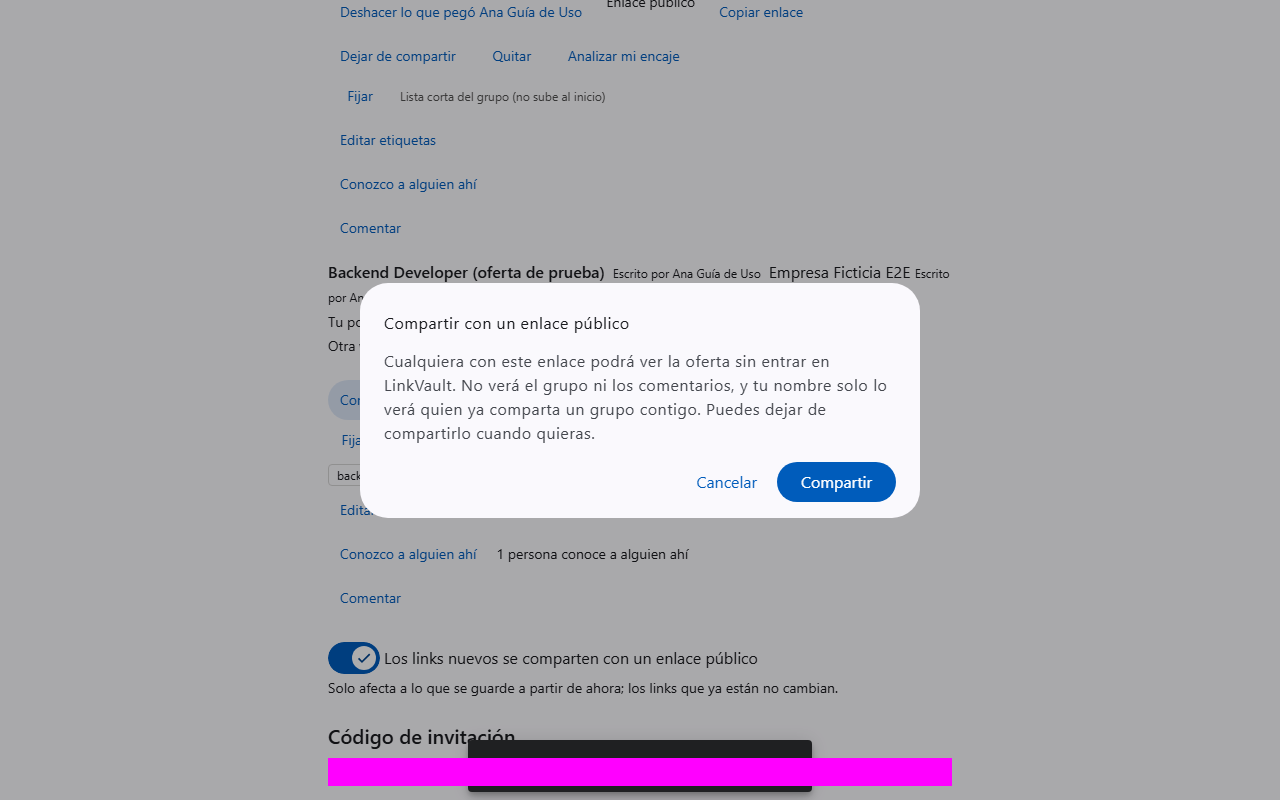 Deshacer lo que pegó Ana Guía de Uso Enlace público Copiar enlace
Dejar de compartir Quitar Analizar mi encaje
Fijar Lista corta del grupo (no sube al inicio)
Editar etiquetas
Conozco a alguien ahí
Comentar
Backend Developer (oferta de prueba) Escrito por Ana Guía de Uso Empresa Ficticia E2E Escrito
por
Tu
Otra
Compartir con un enlace público
Cualquiera con este enlace podrá ver la oferta sin entrar en
LinkVault. No verá el grupo ni los comentarios, y tu nombre solo lo
verá quien ya comparta un grupo contigo. Puedes dejar de
compartirlo cuando quieras.
Cancelar Compartir
Conozco a alguien ahí 1 persona conoce a alguien ahí
Comentar
Los links nuevos se comparten con un enlace público
Solo afecta a lo que se guarde a partir de ahora; los links que ya están no cambian.
Código de invitación